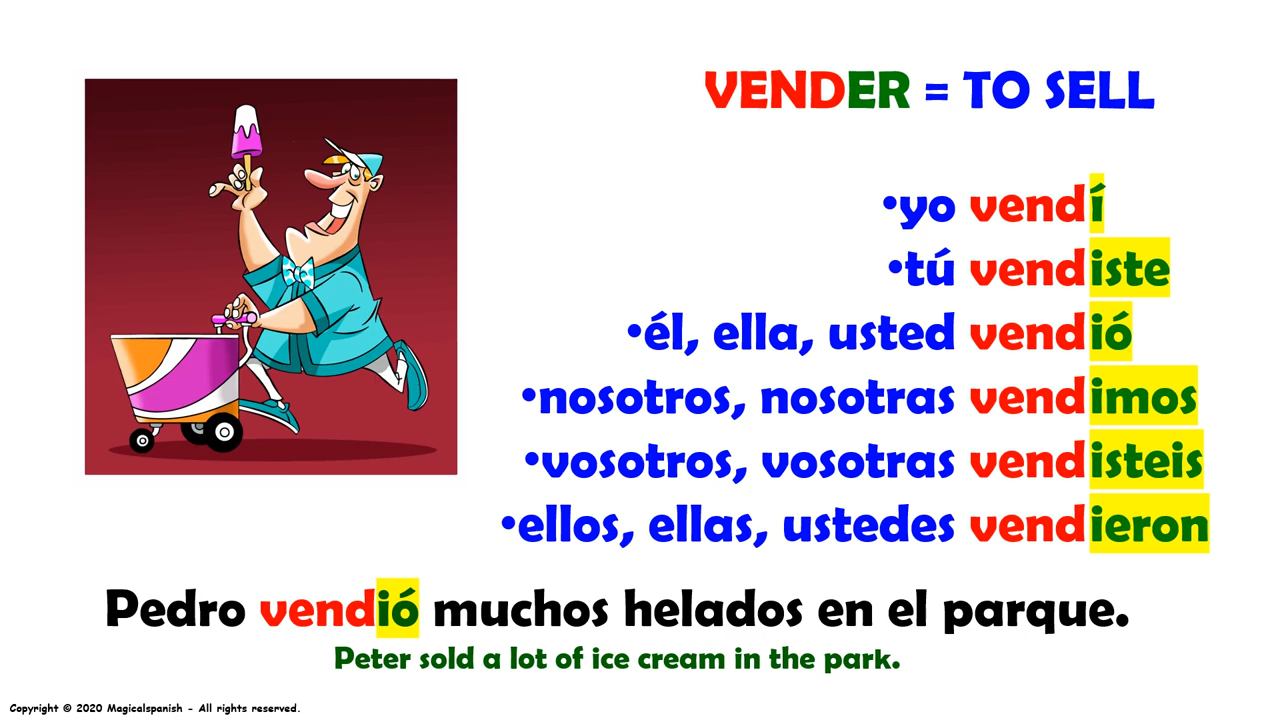 VENDER = TO SELL
•yo vendí
•tú vendiste
•él, ella, usted vendió
•nosotros, nosotras vendimos
•vosotros, vosotras vendisteis
•ellos, ellas, ustedes vendieron
Pedro vendió muchos helados en el parque.
Peter sold a lot of ice cream in the park.
Copyright © 2020 Magicalspanish - All rights reserved.